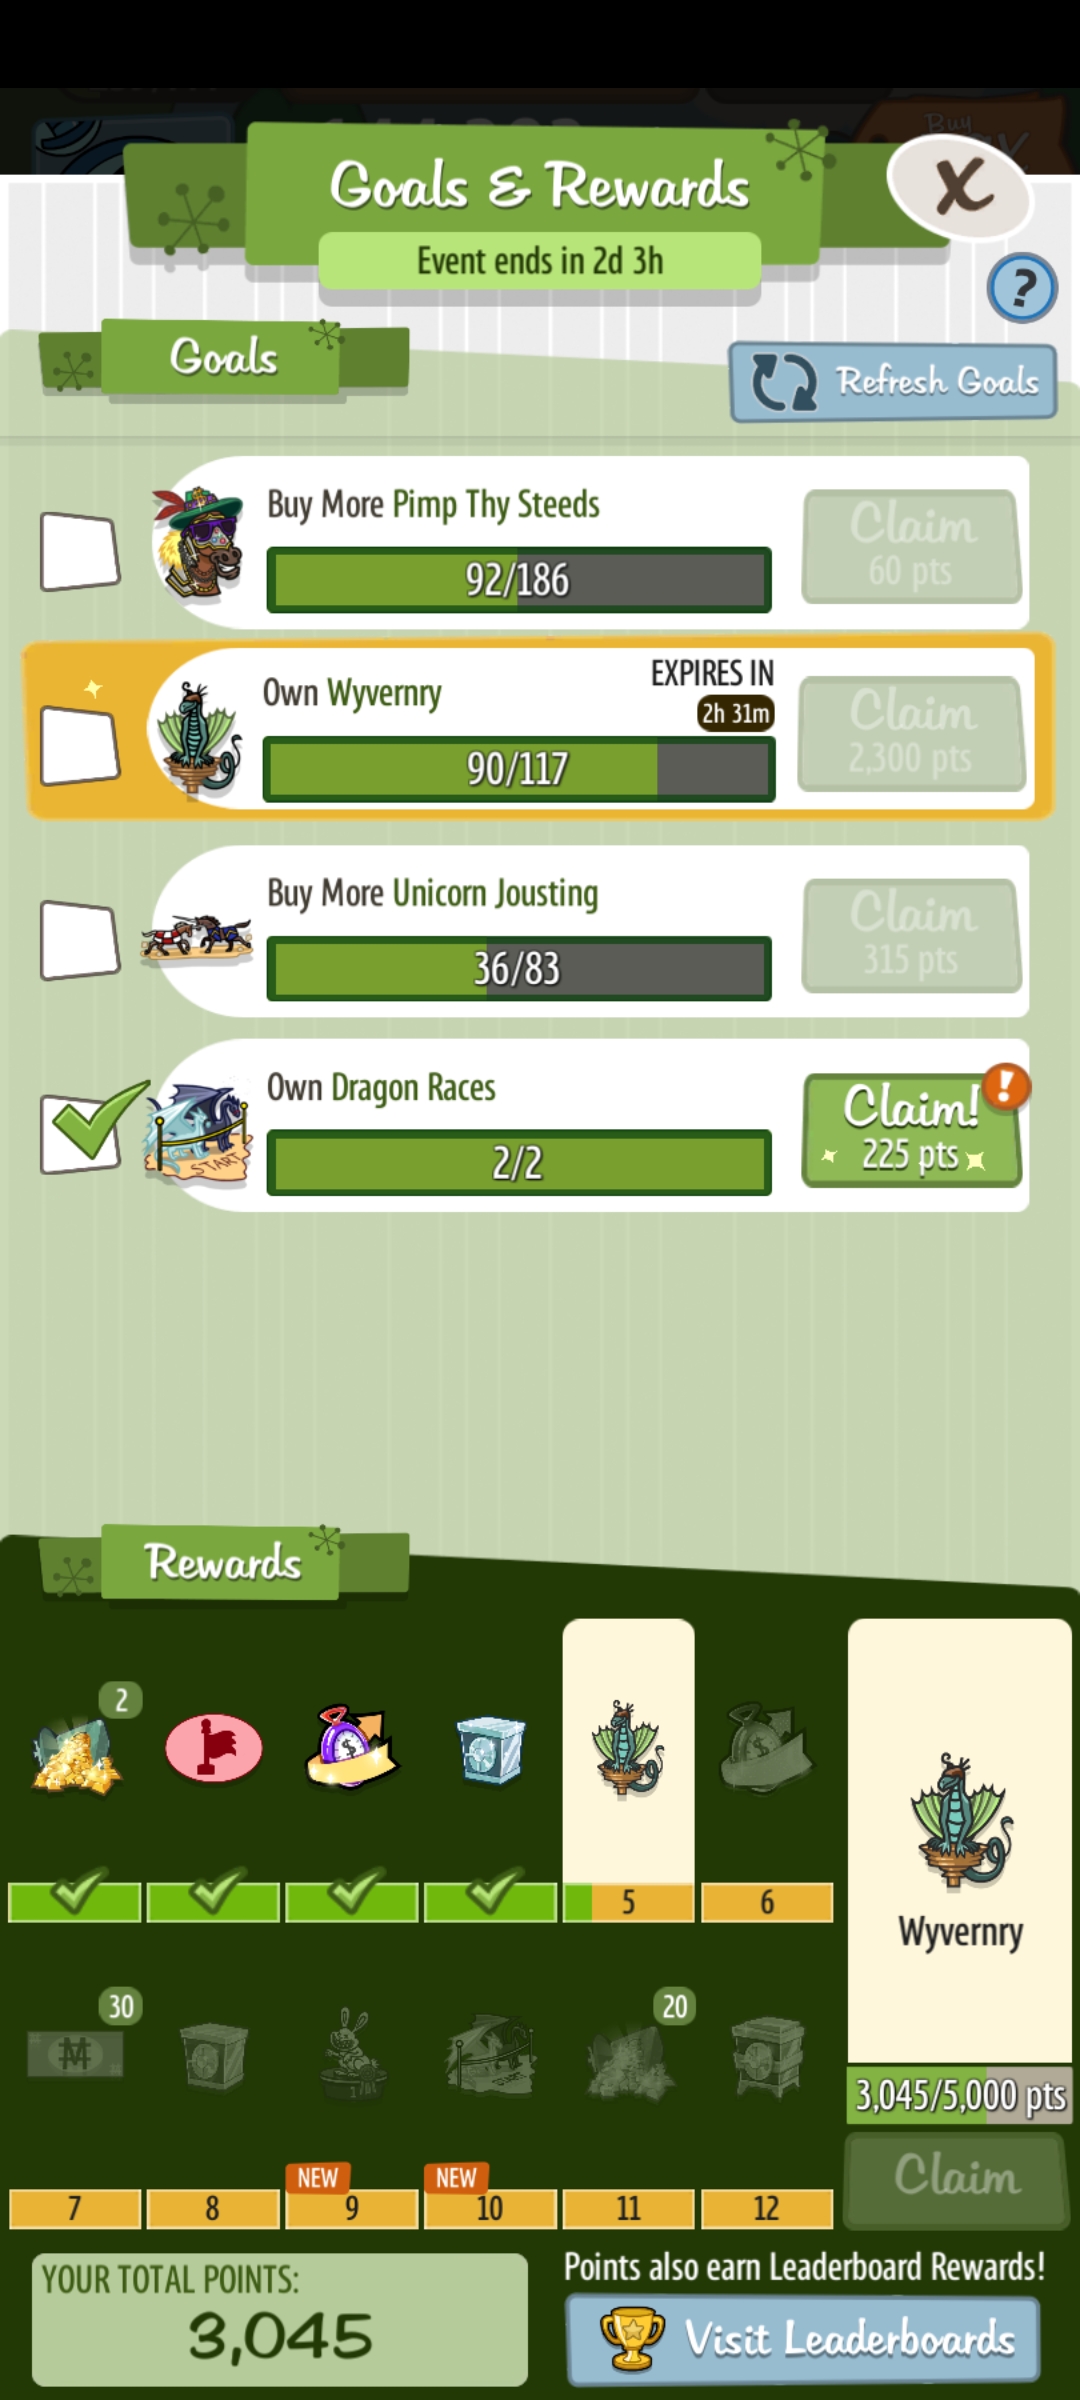 Buy
Goals & Rewards
X
Event ends in 2d 3h
?
Goals
Refresh Goals
Buy More Pimp Thy Steeds
92/186
Claim
60 pts
Own Wyvernry
EXPIRES IN
2h 31m
90/117
Claim
2,300 pts
Buy More Unicorn Jousting
36/83
Claim
315 pts
Own Dragon Races
START
2/2
Claim!
225 pts
!
Rewards
2
5
6
Wyvernry
30
20
3,045/5,000 pts
Claim
NEW
NEW
7
8
9
10
11
12
YOUR TOTAL POINTS:
3,045
Points also earn Leaderboard Rewards!
Visit Leaderboards